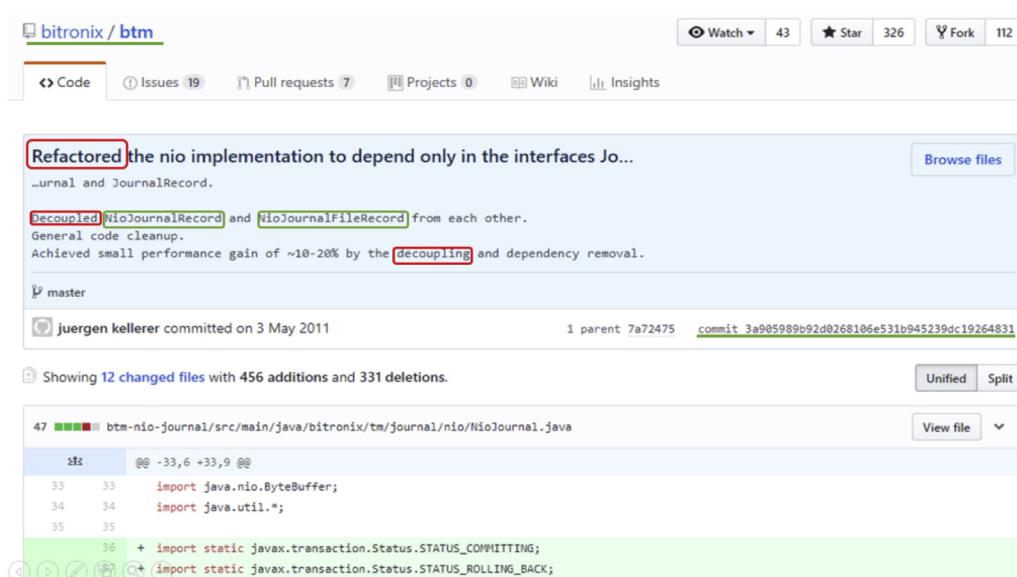 bitronix / btm
Watch 43 Star 326 Fork 112
Code Issues 19 Pull requests 7 Projects 0 Wiki Insights
Refactored the nio implementation to depend only in the interfaces Jo...
Browse files
…urnal and JournalRecord.
Decoupled NioJournalRecord and NioJournalFileRecord from each other.
General code cleanup.
Achieved small performance gain of ~10-20% by the decoupling and dependency removal.
master
juergen kellerer committed on 3 May 2011 1 parent 7a72475 commit 3a905989b92d0268106e531b945239dc19264831
Showing 12 changed files with 456 additions and 331 deletions.
Unified Split
47 btm-nio-journal/src/main/java/bitronix/tm/journal/nio/NioJournal.java View file
@@ -33,6 +33,9 @@
33 33 import java.nio.ByteBuffer;
34 34 import java.util.*;
35 35
36 + import static javax.transaction.Status.STATUS_COMMITTING;
37 + import static javax.transaction.Status.STATUS_ROLLING_BACK;